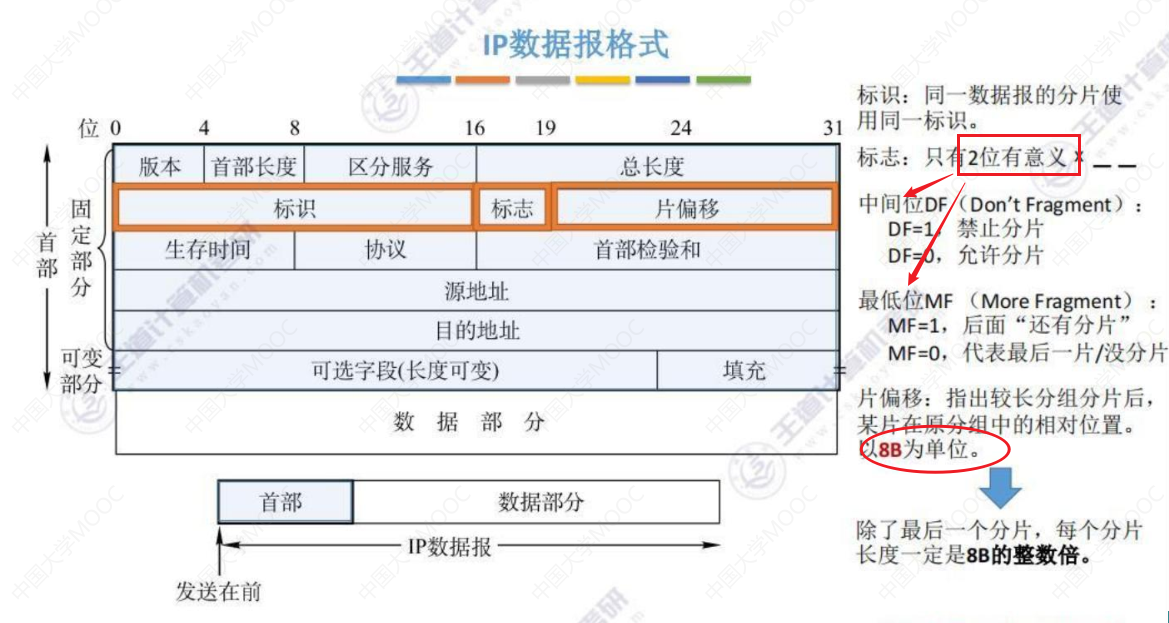 IP数据报格式
位 0 4 8 16 19 24 31
版本 首部长度 区分服务 总长度
标识 标志 片偏移
生存时间 协议 首部检验和
源地址
目的地址
可选字段(长度可变) 填充
数据部分
首部
固定部分
可变部分
首部 数据部分
IP数据报
发送在前
标识：同一数据报的分片使
用同一标识。
标志：只有2位有意义 x _ _
中间位DF（Don't Fragment）：
DF=1，禁止分片
DF=0，允许分片
最低位MF （More Fragment）：
MF=1，后面“还有分片”
MF=0，代表最后一片/没分片
片偏移：指出较长分组分片后，
某片在原分组中的相对位置。
以8B为单位。
除了最后一个分片，每个分片
长度一定是8B的整数倍。
中国大学MOOC
王道计算机考研
www.cskaoyan.com